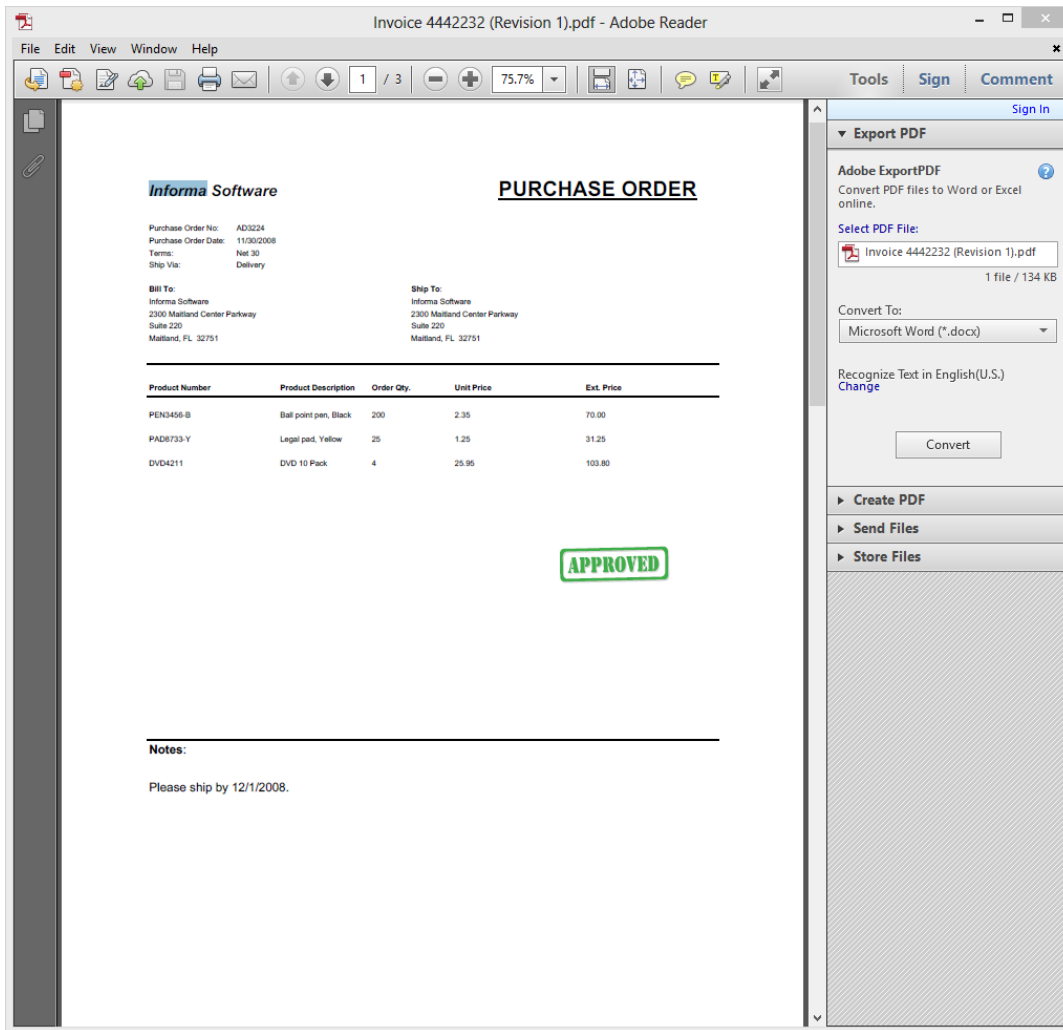 Invoice 4442232 (Revision 1).pdf - Adobe Reader
File Edit View Window Help
1 / 3 75.7% Tools Sign Comment
Sign In
Export PDF
Adobe ExportPDF
Convert PDF files to Word or Excel
online.
Select PDF File:
Invoice 4442232 (Revision 1).pdf
1 file / 134 KB
Convert To:
Microsoft Word (*.docx)
Recognize Text in English(U.S.)
Change
Convert
Create PDF
Send Files
Store Files
Informa Software PURCHASE ORDER
Purchase Order No: AD3224
Purchase Order Date: 11/30/2008
Terms: Net 30
Ship Via: Delivery
Bill To: Ship To:
Informa Software Informa Software
2300 Maitland Center Parkway 2300 Maitland Center Parkway
Suite 220 Suite 220
Maitland, FL 32751 Maitland, FL 32751
Product Number Product Description Order Qty. Unit Price Ext. Price
PEN3456-B Ball point pen, Black 200 2.35 70.00
PAD8733-Y Legal pad, Yellow 25 1.25 31.25
DVD4211 DVD 10 Pack 4 25.95 103.80
APPROVED
Notes:
Please ship by 12/1/2008.